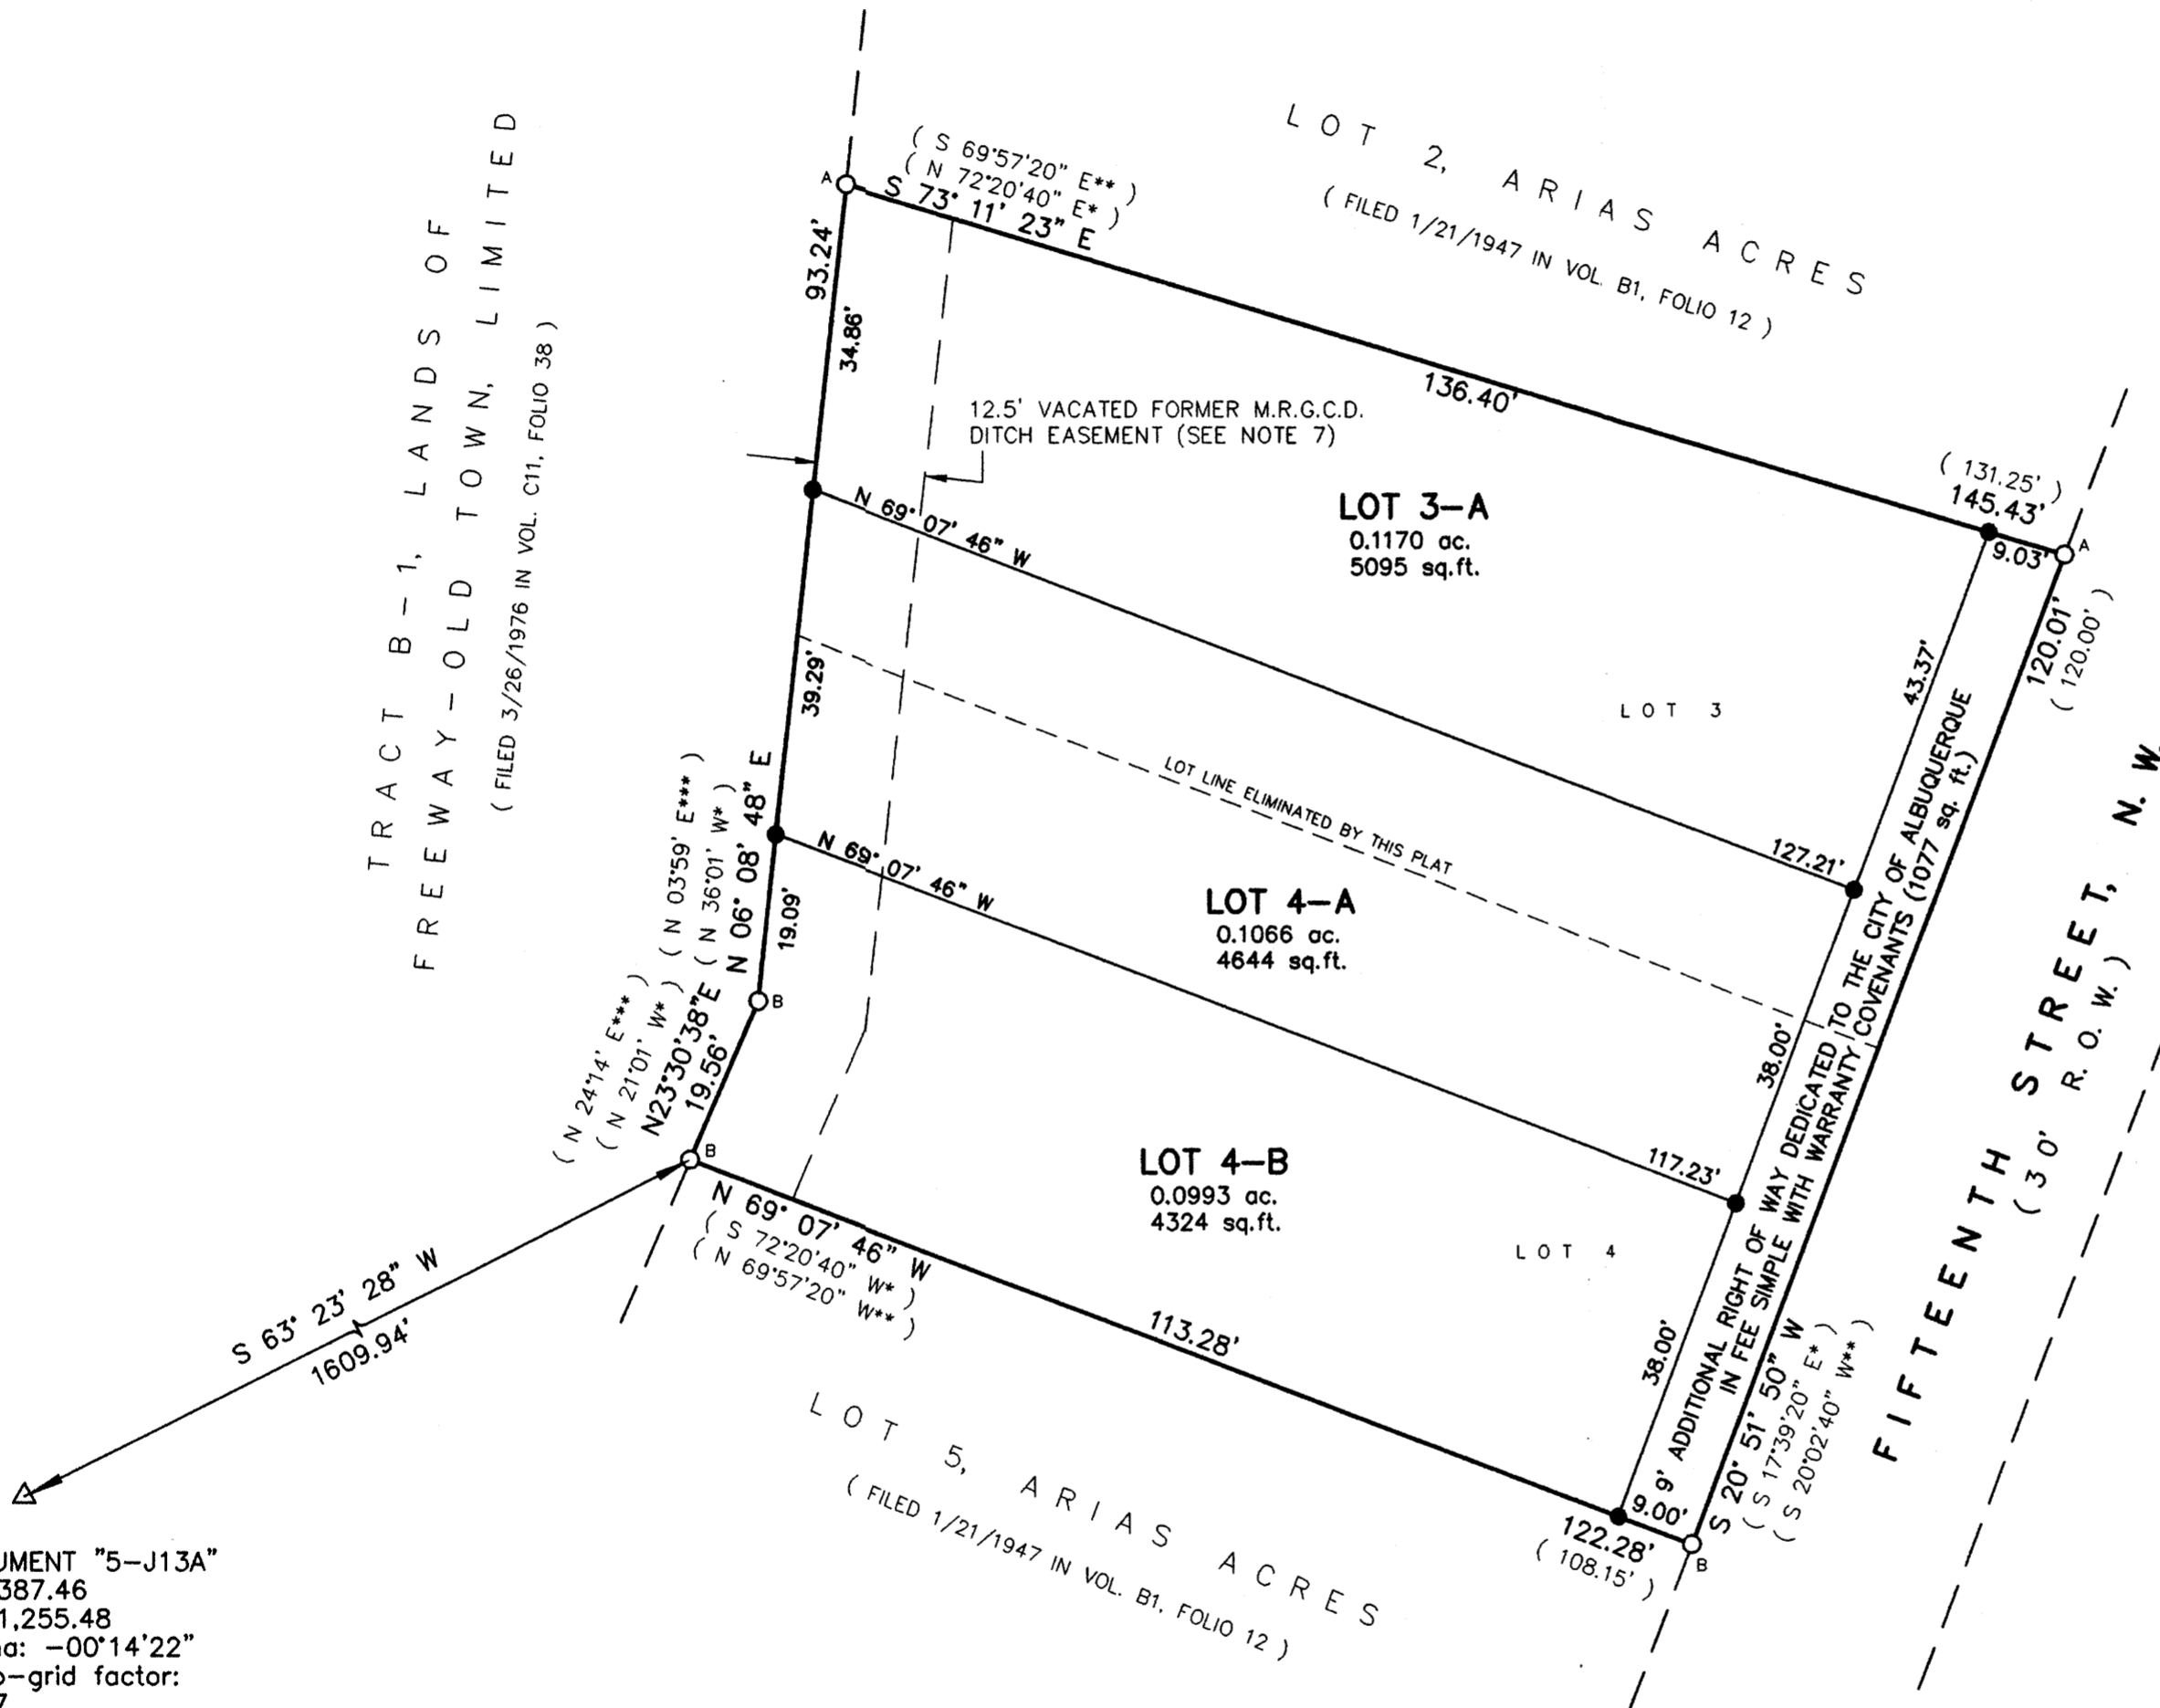 TRACT B-1, LANDS OF
FREEWAY-OLD TOWN, LIMITED
( FILED 3/26/1976 IN VOL. C11, FOLIO 38 )
LOT 2, ARIAS ACRES
( FILED 1/21/1947 IN VOL. B1, FOLIO 12 )
A
( S 69°57'20" E** )
( N 72°20'40" E* )
S 73° 11' 23" E
136.40'
( 131.25' )
145.43'
9.03'
A
93.24'
34.86'
12.5' VACATED FORMER M.R.G.C.D.
DITCH EASEMENT (SEE NOTE 7)
LOT 3-A
0.1170 ac.
5095 sq.ft.
N 69° 07' 46" W
127.21'
43.37'
120.01'
( 120.00' )
LOT 3
39.29'
LOT LINE ELIMINATED BY THIS PLAT
LOT 4-A
0.1066 ac.
4644 sq.ft.
N 69° 07' 46" W
117.23'
38.00'
N 06° 08' 48" E
( N 36°01' W* )
( N 03°59' E*** )
19.09'
B
N23°30'38"E
19.56'
( N 21°01' W* )
( N 24°14' E*** )
B
LOT 4-B
0.0993 ac.
4324 sq.ft.
LOT 4
N 69° 07' 46" W
( S 72°20'40" W* )
( N 69°57'20" W** )
113.28'
38.00'
9' ADDITIONAL RIGHT OF WAY DEDICATED TO THE CITY OF ALBUQUERQUE
IN FEE SIMPLE WITH WARRANTY COVENANTS (1077 sq. ft.)
S 20° 51' 50" W
( S 17°39'20" E* )
( S 20°02'40" W** )
9.00'
122.28'
( 108.15' )
B
FIFTEENTH STREET, N. W.
( 30' R. O. W. )
LOT 5, ARIAS ACRES
( FILED 1/21/1947 IN VOL. B1, FOLIO 12 )
S 63° 23' 28" W
1609.94'
UMENT "5-J13A"
387.46
1,255.48
a: -00°14'22"
-grid factor: